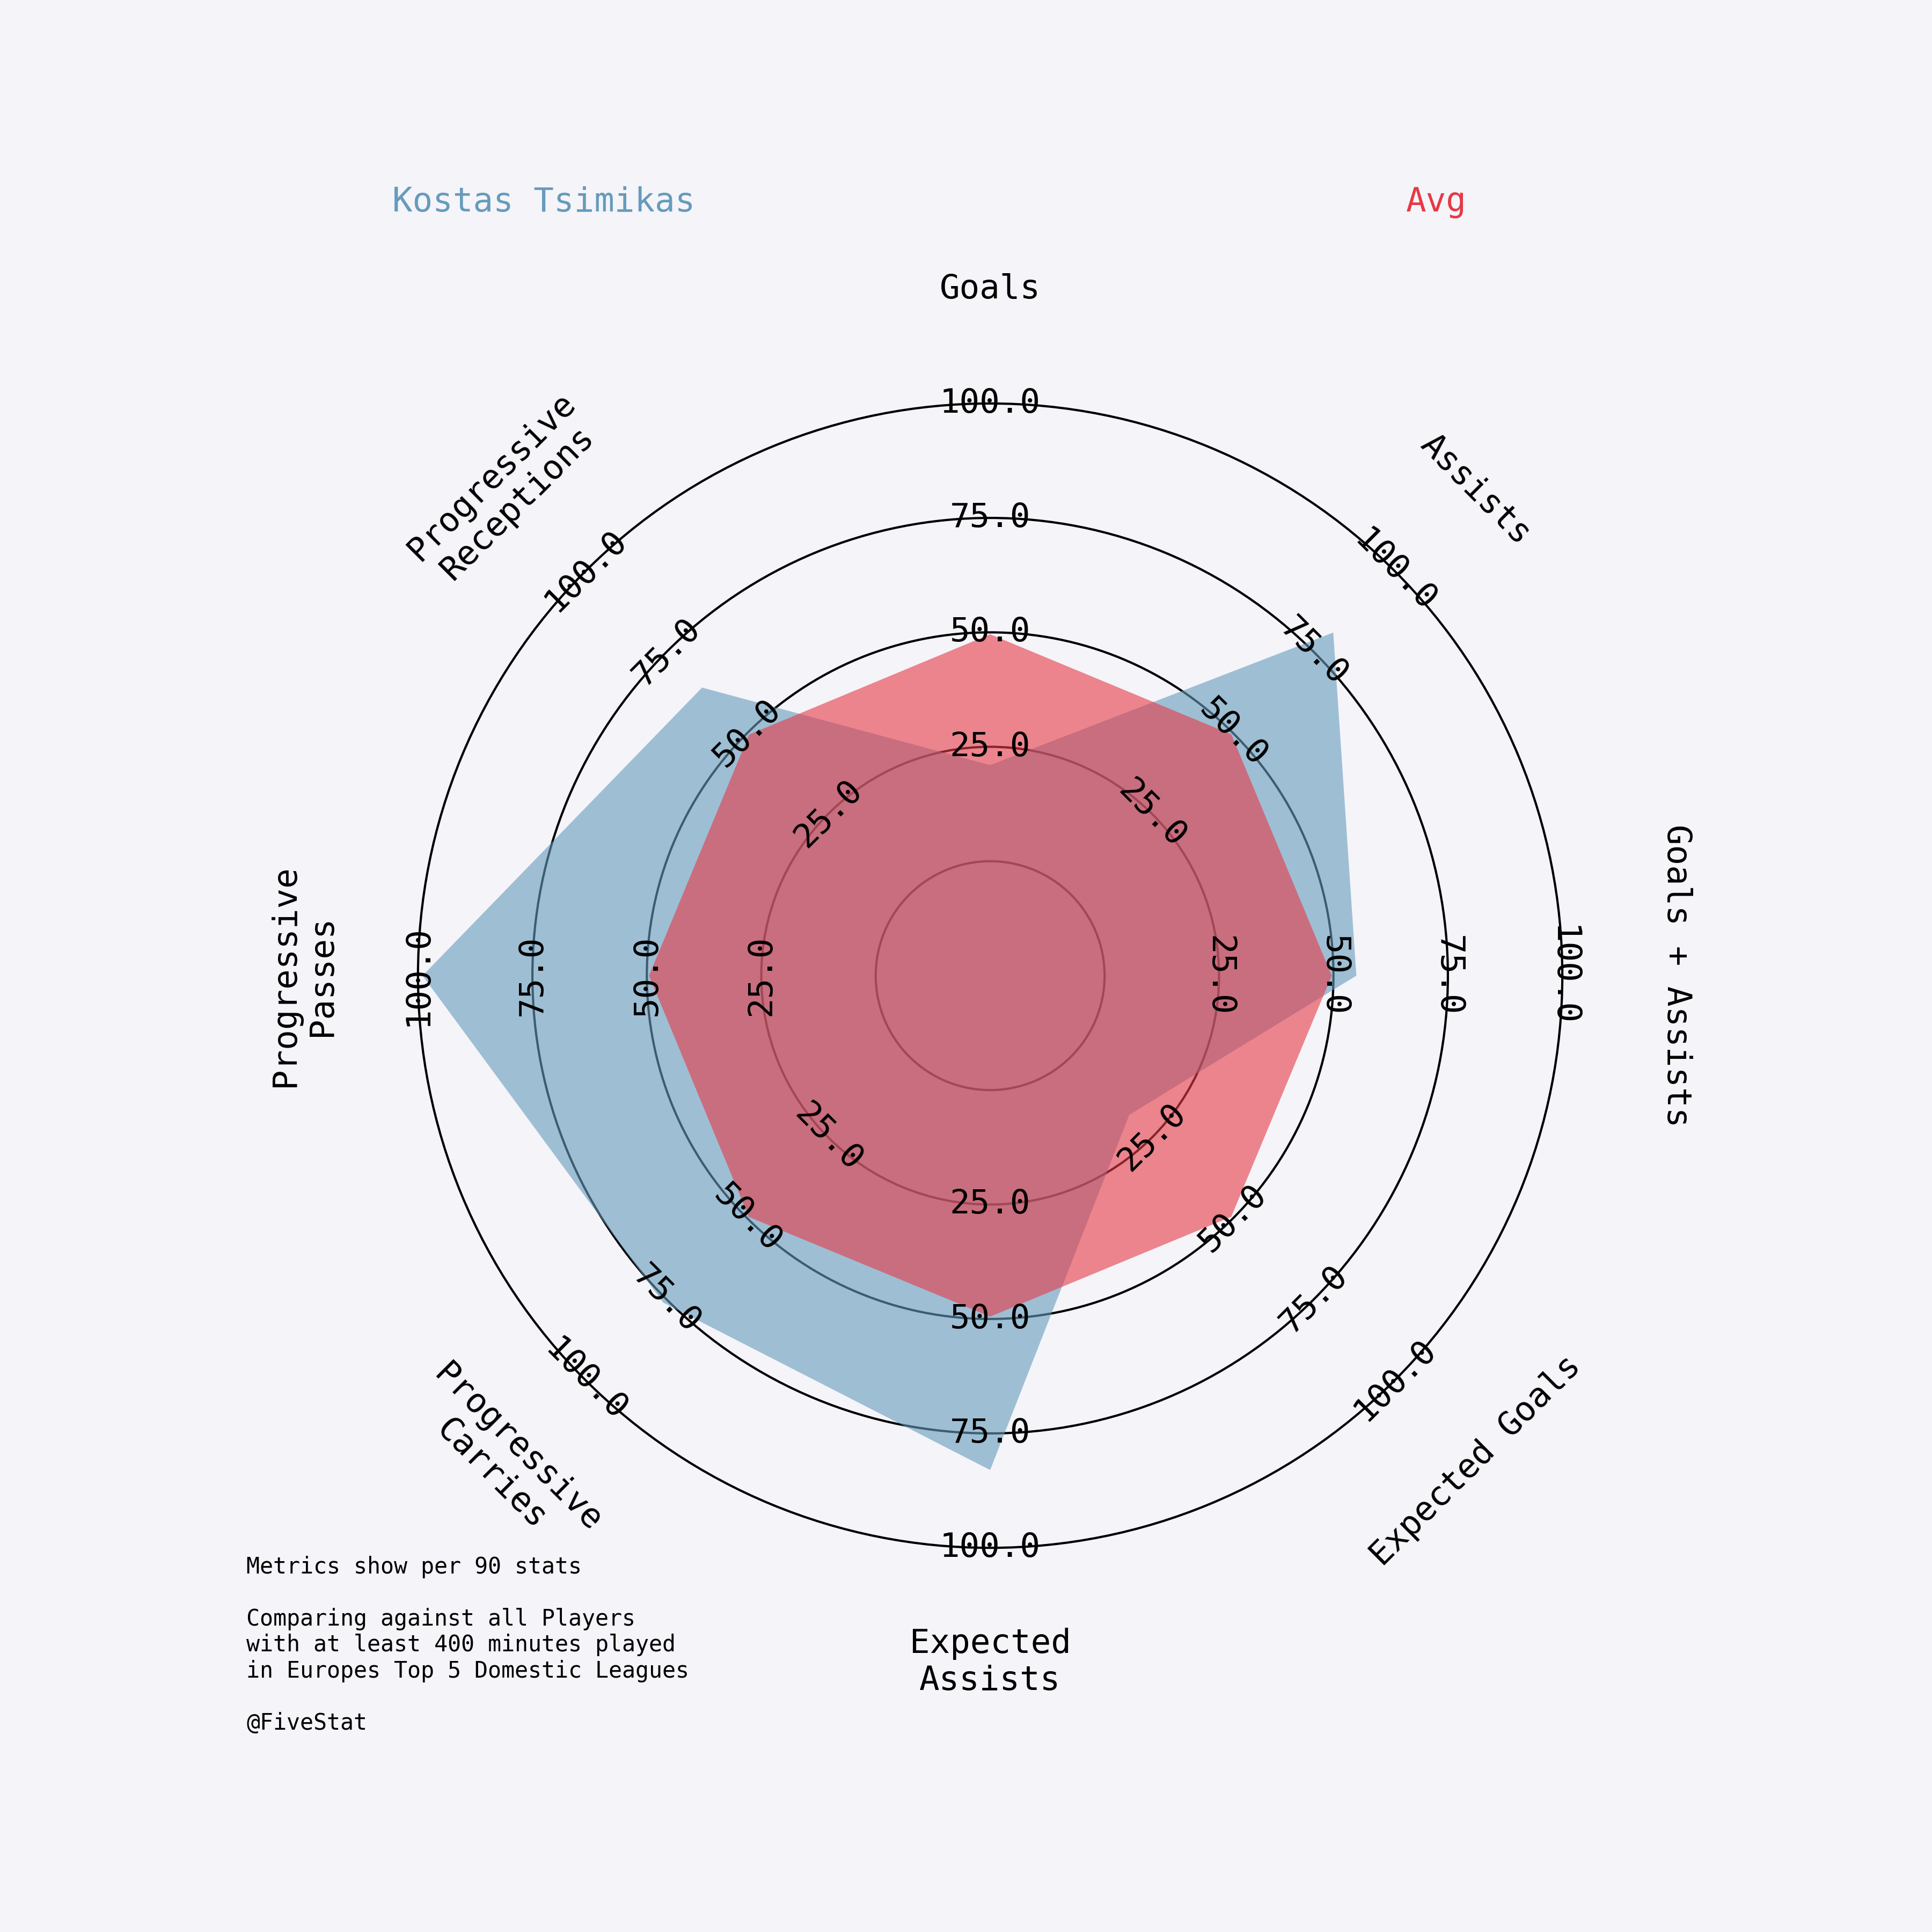 Kostas Tsimikas
Avg
Goals
Assists
Goals + Assists
Expected Goals
Expected
Assists
Progressive
Carries
Progressive
Passes
Progressive
Receptions
25.0
50.0
75.0
100.0
25.0
50.0
75.0
100.0
25.0
50.0
75.0
100.0
25.0
50.0
75.0
100.0
25.0
50.0
75.0
100.0
25.0
50.0
75.0
100.0
25.0
50.0
75.0
100.0
25.0
50.0
75.0
100.0
Metrics show per 90 stats
Comparing against all Players
with at least 400 minutes played
in Europes Top 5 Domestic Leagues
@FiveStat